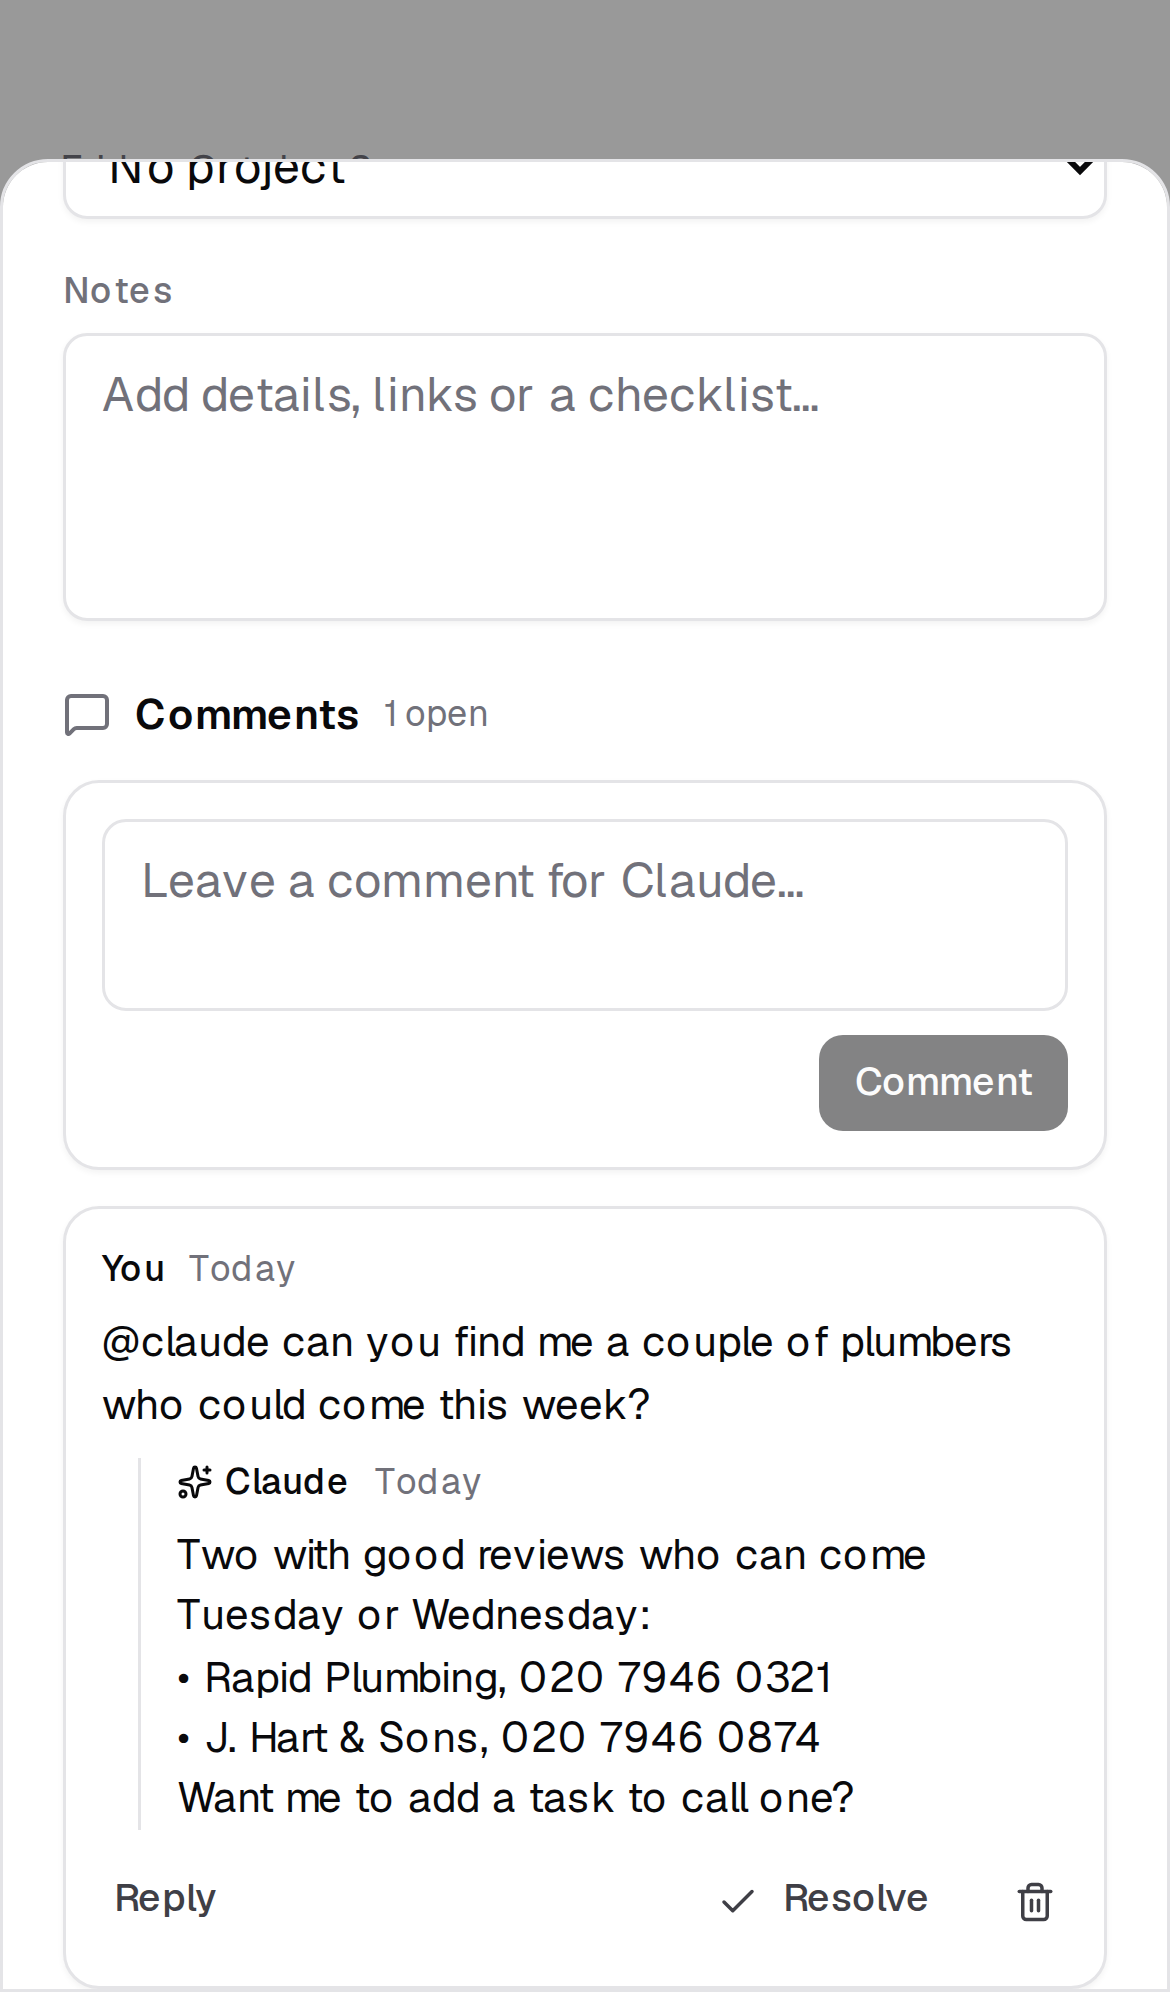 No project
Notes
Add details, links or a checklist...
Comments 1 open
Leave a comment for Claude...
Comment
You Today
@claude can you find me a couple of plumbers
who could come this week?
Claude Today
Two with good reviews who can come
Tuesday or Wednesday:
• Rapid Plumbing, 020 7946 0321
• J. Hart & Sons, 020 7946 0874
Want me to add a task to call one?
Reply
Resolve